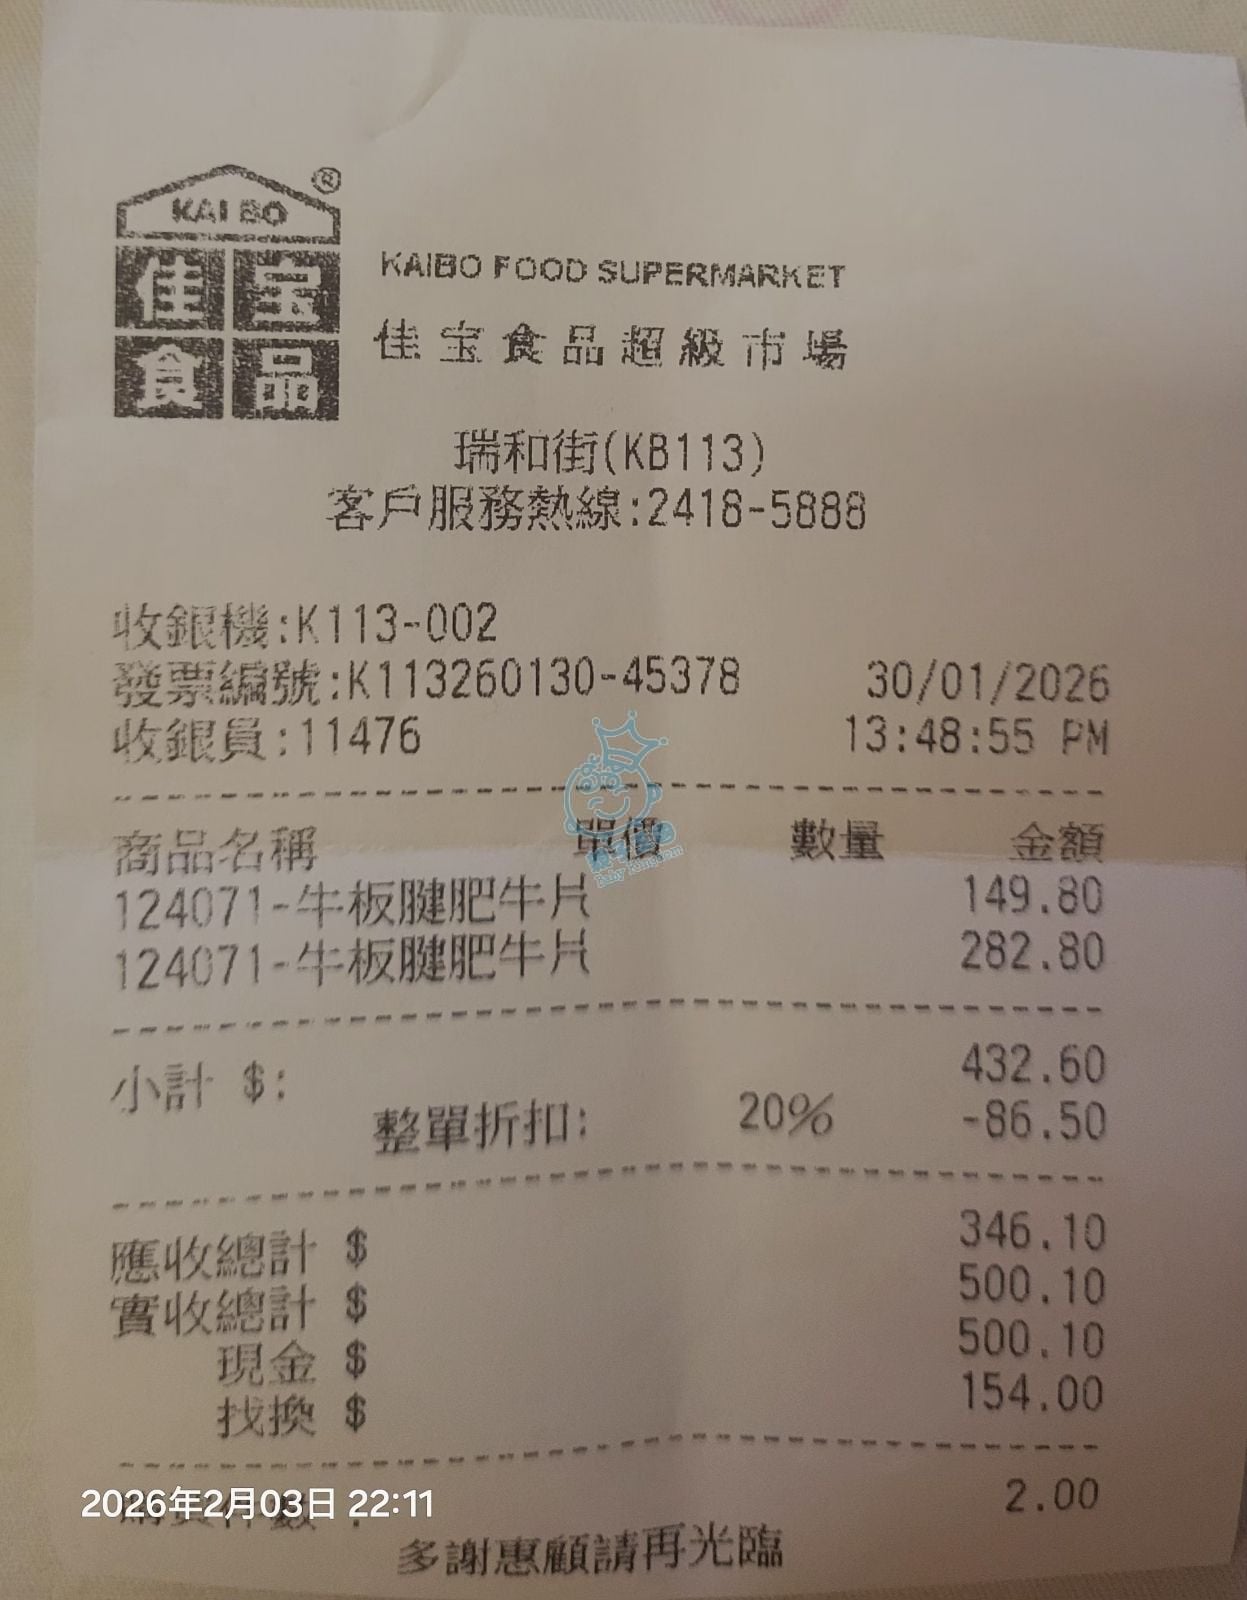 KAI BO
®
佳宝
食品
KAIBO FOOD SUPERMARKET
佳宝食品超級市場
瑞和街(KB113)
客戶服務熱線:2418-5888
收銀機:K113-002
發票編號:K113260130-45378 30/01/2026
收銀員:11476 13:48:55 PM
商品名稱 單價 數量 金額
Baby Kingdom
124071-牛板腱肥牛片 149.80
124071-牛板腱肥牛片 282.80
小計 $: 432.60
整單折扣: 20% -86.50
應收總計 $ 346.10
實收總計 $ 500.10
現金 $ 500.10
找換 $ 154.00
購買件數: 2.00
2026年2月03日 22:11
多謝惠顧請再光臨